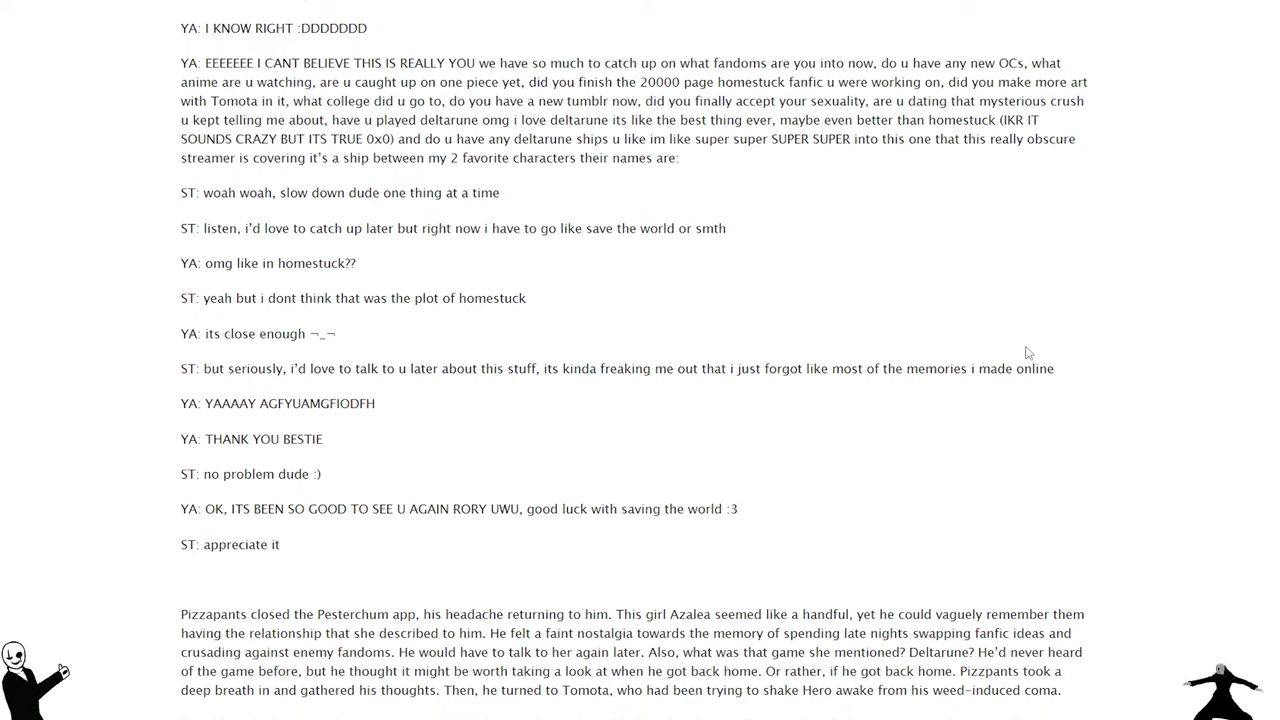 YA: I KNOW RIGHT :DDDDDDD
YA: EEEEEEE I CANT BELIEVE THIS IS REALLY YOU we have so much to catch up on what fandoms are you into now, do u have any new OCs, what
anime are u watching, are u caught up on one piece yet, did you finish the 20000 page homestuck fanfic u were working on, did you make more art
with Tomota in it, what college did u go to, do you have a new tumblr now, did you finally accept your sexuality, are u dating that mysterious crush
u kept telling me about, have u played deltarune omg i love deltarune its like the best thing ever, maybe even better than homestuck (IKR IT
SOUNDS CRAZY BUT ITS TRUE 0x0) and do u have any deltarune ships u like im like super super SUPER SUPER into this one that this really obscure
streamer is covering it’s a ship between my 2 favorite characters their names are:
ST: woah woah, slow down dude one thing at a time
ST: listen, i’d love to catch up later but right now i have to go like save the world or smth
YA: omg like in homestuck??
ST: yeah but i dont think that was the plot of homestuck
YA: its close enough ¬_¬
ST: but seriously, i’d love to talk to u later about this stuff, its kinda freaking me out that i just forgot like most of the memories i made online
YA: YAAAAY AGFYUAMGFIODFH
YA: THANK YOU BESTIE
ST: no problem dude :)
YA: OK, ITS BEEN SO GOOD TO SEE U AGAIN RORY UWU, good luck with saving the world :3
ST: appreciate it
Pizzapants closed the Pesterchum app, his headache returning to him. This girl Azalea seemed like a handful, yet he could vaguely remember them
having the relationship that she described to him. He felt a faint nostalgia towards the memory of spending late nights swapping fanfic ideas and
crusading against enemy fandoms. He would have to talk to her again later. Also, what was that game she mentioned? Deltarune? He’d never heard
of the game before, but he thought it might be worth taking a look at when he got back home. Or rather, if he got back home. Pizzpants took a
deep breath in and gathered his thoughts. Then, he turned to Tomota, who had been trying to shake Hero awake from his weed-induced coma.